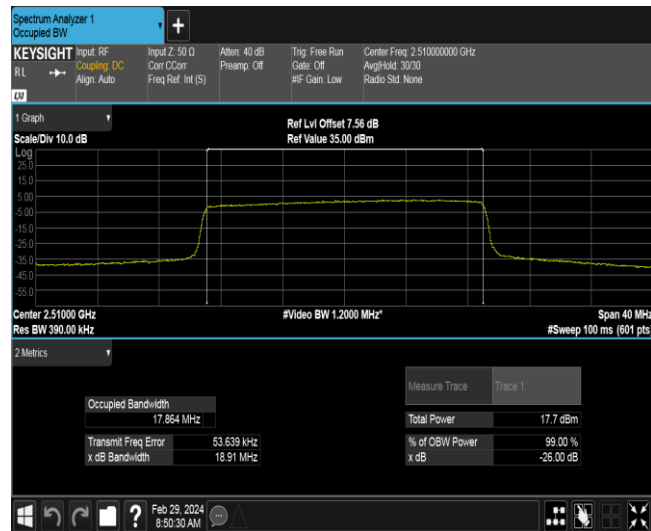 Spectrum Analyzer 1
Occupied BW
+
KEYSIGHT
RL
LXI
Input: RF
Coupling: DC
Align: Auto
Input Z: 50 Ω
Corr CCorr
Freq Ref: Int (S)
Atten: 40 dB
Preamp: Off
Trig: Free Run
Gate: Off
#IF Gain: Low
Center Freq: 2.510000000 GHz
Avg|Hold: 30/30
Radio Std: None
1 Graph
Scale/Div 10.0 dB
Ref Lvl Offset 7.56 dB
Ref Value 35.00 dBm
Log
25.0
15.0
5.00
-5.00
-15.0
-25.0
-35.0
-45.0
-55.0
Center 2.51000 GHz
#Video BW 1.2000 MHz*
Span 40 MHz
Res BW 390.00 kHz
#Sweep 100 ms (601 pts)
2 Metrics
Measure Trace Trace 1
Occupied Bandwidth
17.864 MHz
Total Power 17.7 dBm
Transmit Freq Error 53.639 kHz
% of OBW Power 99.00 %
x dB Bandwidth 18.91 MHz
x dB -26.00 dB
?
Feb 29, 2024
8:50:30 AM